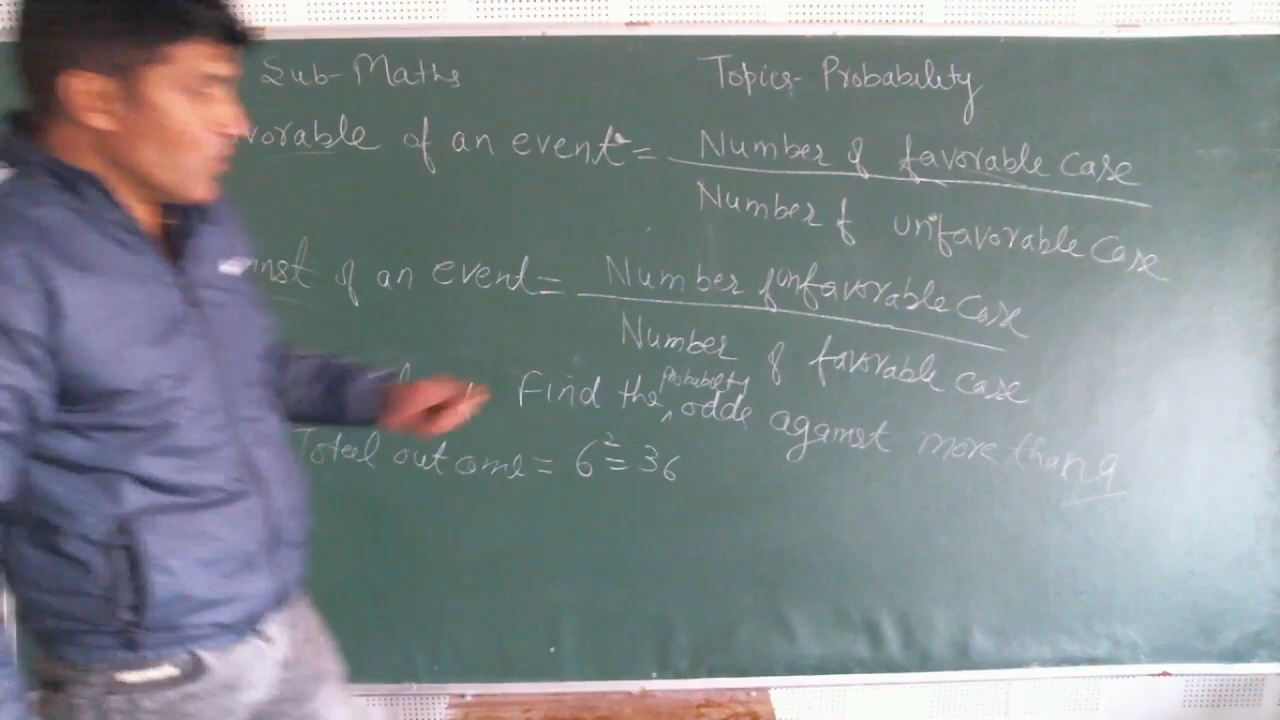 Sub- Maths
Topics- Probability
vorable of an event = Number of favorable case
Number of unfavorable Case
inst of an event = Number of unfavorable Case
Number of favorable case
Find the probability odds against more than 9
Total out come = 6² = 36